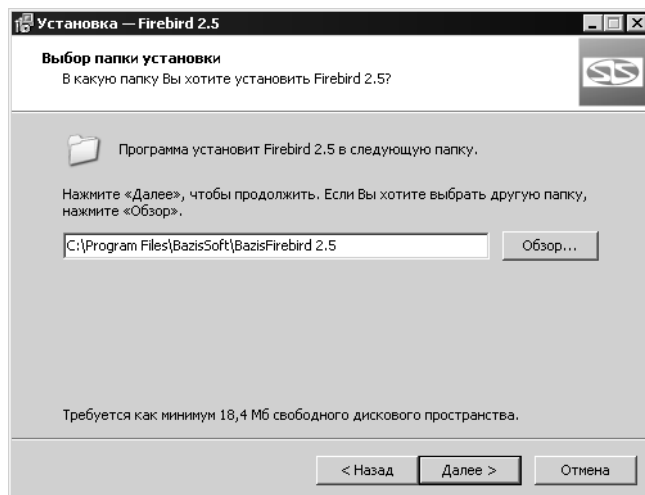 Установка — Firebird 2.5
Выбор папки установки
В какую папку Вы хотите установить Firebird 2.5?
Программа установит Firebird 2.5 в следующую папку.
Нажмите «Далее», чтобы продолжить. Если Вы хотите выбрать другую папку,
нажмите «Обзор».
C:\Program Files\BazisSoft\BazisFirebird 2.5
Обзор...
Требуется как минимум 18,4 Мб свободного дискового пространства.
< Назад
Далее >
Отмена